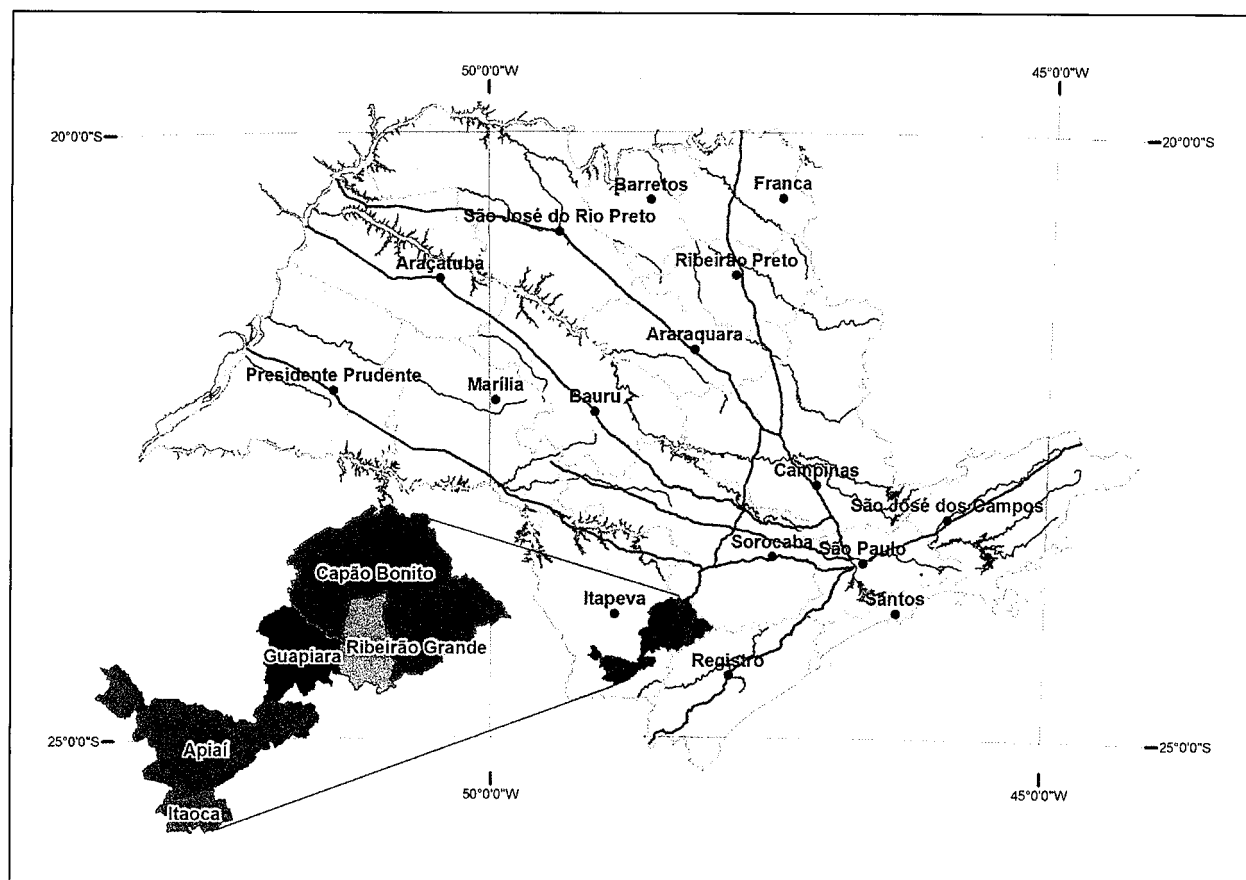 50°0'0"W
45°0'0"W
20°0'0"S
20°0'0"S
Barretos
Franca
São José do Rio Preto
Araçatuba
Ribeirão Preto
Araraquara
Presidente Prudente
Marília
Bauru
Campinas
São José dos Campos
Sorocaba
São Paulo
Capão Bonito
Itapeva
Santos
Ribeirão Grande
Guapiara
Registro
25°0'0"S
25°0'0"S
Apiaí
50°0'0"W
45°0'0"W
Itaoca